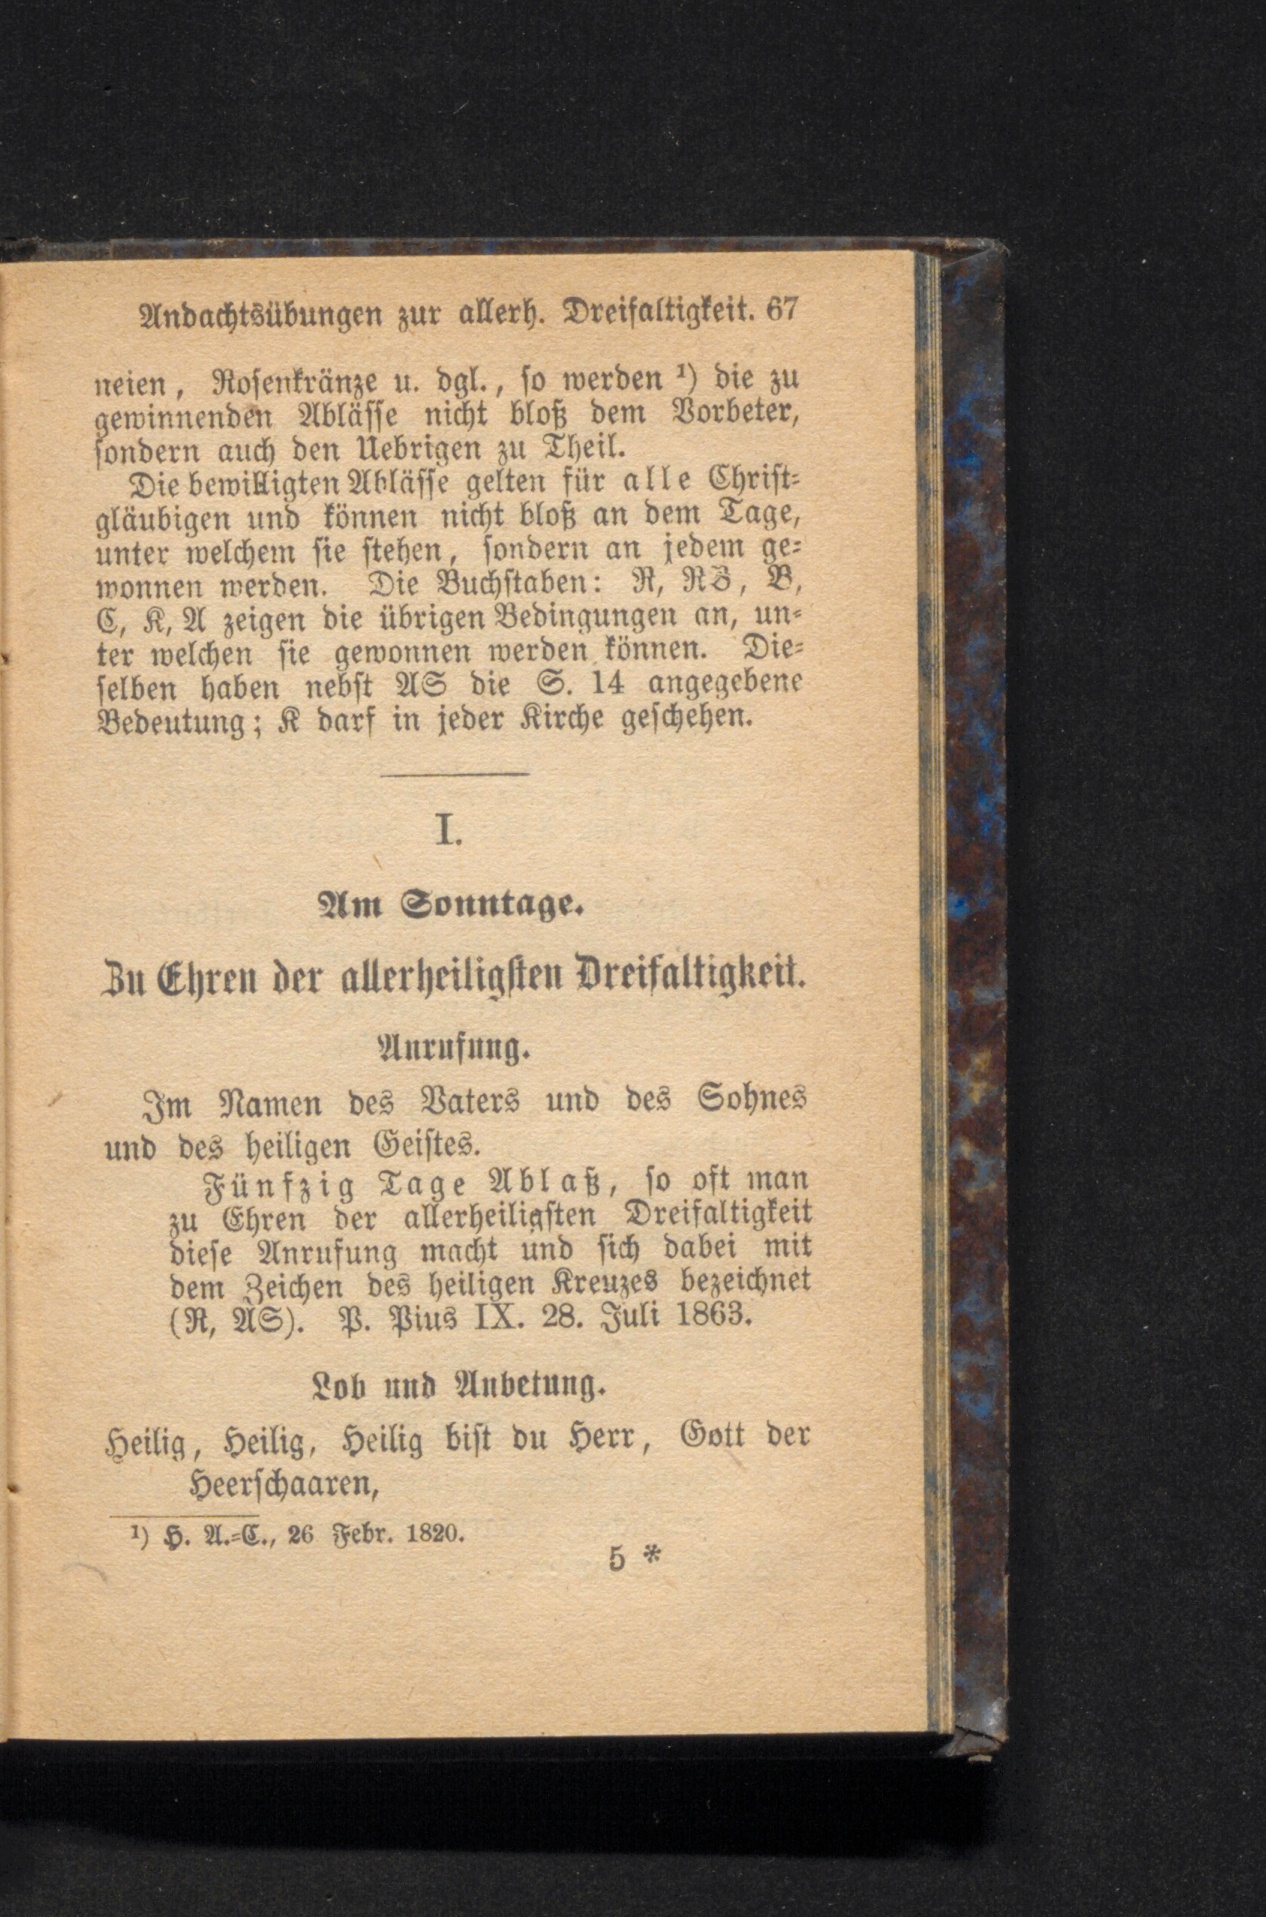 Andachtsübungen zur allerh. Dreifaltigkeit. 67
neien, Rosenkränze u. dgl., so werden ¹) die zu
gewinnenden Ablässe nicht bloß dem Vorbeter,
sondern auch den Uebrigen zu Theil.
Die bewilligten Ablässe gelten für alle Christ-
gläubigen und können nicht bloß an dem Tage,
unter welchem sie stehen, sondern an jedem ge-
wonnen werden. Die Buchstaben: R, RB, B,
C, K, A zeigen die übrigen Bedingungen an, un-
ter welchen sie gewonnen werden können. Die-
selben haben nebst AS die S. 14 angegebene
Bedeutung; K darf in jeder Kirche geschehen.
I.
Am Sonntage.
Zu Ehren der allerheiligsten Dreifaltigkeit.
Anrufung.
Im Namen des Vaters und des Sohnes
und des heiligen Geistes.
Fünfzig Tage Ablaß, so oft man
zu Ehren der allerheiligsten Dreifaltigkeit
diese Anrufung macht und sich dabei mit
dem Zeichen des heiligen Kreuzes bezeichnet
(R, AS). P. Pius IX. 28. Juli 1863.
Lob und Anbetung.
Heilig, Heilig, Heilig bist du Herr, Gott der
Heerschaaren,
¹) H. A.-C., 26 Febr. 1820.
5 *